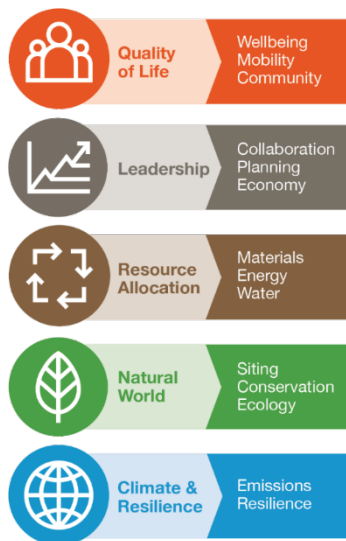 Quality
of Life
Wellbeing
Mobility
Community
Leadership
Collaboration
Planning
Economy
Resource
Allocation
Materials
Energy
Water
Natural
World
Siting
Conservation
Ecology
Climate &
Resilience
Emissions
Resilience